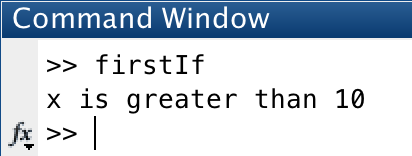 Command Window
>> firstIf
x is greater than 10
fx >>